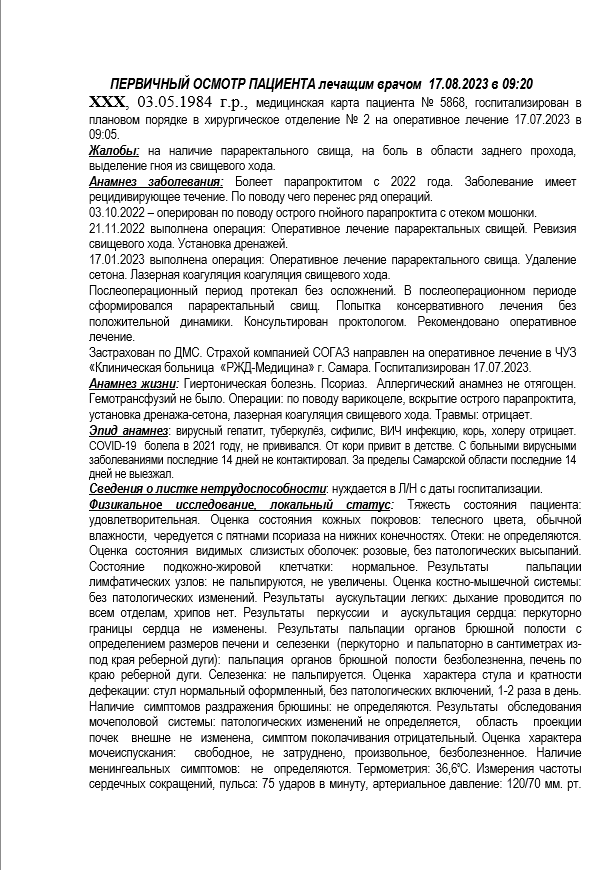 ПЕРВИЧНЫЙ ОСМОТР ПАЦИЕНТА лечащим врачом 17.08.2023 в 09:20
ХХХ, 03.05.1984 г.р., медицинская карта пациента № 5868, госпитализирован в
плановом порядке в хирургическое отделение № 2 на оперативное лечение 17.07.2023 в
09:05.
Жалобы: на наличие параректального свища, на боль в области заднего прохода,
выделение гноя из свищевого хода.
Анамнез заболевания: Болеет парапроктитом с 2022 года. Заболевание имеет
рецидивирующее течение. По поводу чего перенес ряд операций.
03.10.2022 – оперирован по поводу острого гнойного парапроктита с отеком мошонки.
21.11.2022 выполнена операция: Оперативное лечение параректальных свищей. Ревизия
свищевого хода. Установка дренажей.
17.01.2023 выполнена операция: Оперативное лечение параректального свища. Удаление
сетона. Лазерная коагуляция коагуляция свищевого хода.
Послеоперационный период протекал без осложнений. В послеоперационном периоде
сформировался параректальный свищ. Попытка консервативного лечения без
положительной динамики. Консультирован проктологом. Рекомендовано оперативное
лечение.
Застрахован по ДМС. Страхой компанией СОГАЗ направлен на оперативное лечение в ЧУЗ
«Клиническая больница «РЖД-Медицина» г. Самара. Госпитализирован 17.07.2023.
Анамнез жизни: Гиертоническая болезнь. Псориаз. Аллергический анамнез не отягощен.
Гемотрансфузий не было. Операции: по поводу варикоцеле, вскрытие острого парапроктита,
установка дренажа-сетона, лазерная коагуляция свищевого хода. Травмы: отрицает.
Эпид анамнез: вирусный гепатит, туберкулёз, сифилис, ВИЧ инфекцию, корь, холеру отрицает.
COVID-19 болела в 2021 году, не прививался. От кори привит в детстве. С больными вирусными
заболеваниями последние 14 дней не контактировал. За пределы Самарской области последние 14
дней не выезжал.
Сведения о листке нетрудоспособности: нуждается в Л/Н с даты госпитализации.
Физикальное исследование, локальный статус: Тяжесть состояния пациента:
удовлетворительная. Оценка состояния кожных покровов: телесного цвета, обычной
влажности, чередуется с пятнами псориаза на нижних конечностях. Отеки: не определяются.
Оценка состояния видимых слизистых оболочек: розовые, без патологических высыпаний.
Состояние подкожно-жировой клетчатки: нормальное. Результаты пальпации
лимфатических узлов: не пальпируются, не увеличены. Оценка костно-мышечной системы:
без патологических изменений. Результаты аускультации легких: дыхание проводится по
всем отделам, хрипов нет. Результаты перкуссии и аускультация сердца: перкуторно
границы сердца не изменены. Результаты пальпации органов брюшной полости с
определением размеров печени и селезенки (перкуторно и пальпаторно в сантиметрах из-
под края реберной дуги): пальпация органов брюшной полости безболезненна, печень по
краю реберной дуги. Селезенка: не пальпируется. Оценка характера стула и кратности
дефекации: стул нормальный оформленный, без патологических включений, 1-2 раза в день.
Наличие симптомов раздражения брюшины: не определяются. Результаты обследования
мочеполовой системы: патологических изменений не определяется, область проекции
почек внешне не изменена, симптом поколачивания отрицательный. Оценка характера
мочеиспускания: свободное, не затруднено, произвольное, безболезненное. Наличие
менингеальных симптомов: не определяются. Термометрия: 36,6℃. Измерения частоты
сердечных сокращений, пульса: 75 ударов в минуту, артериальное давление: 120/70 мм. рт.